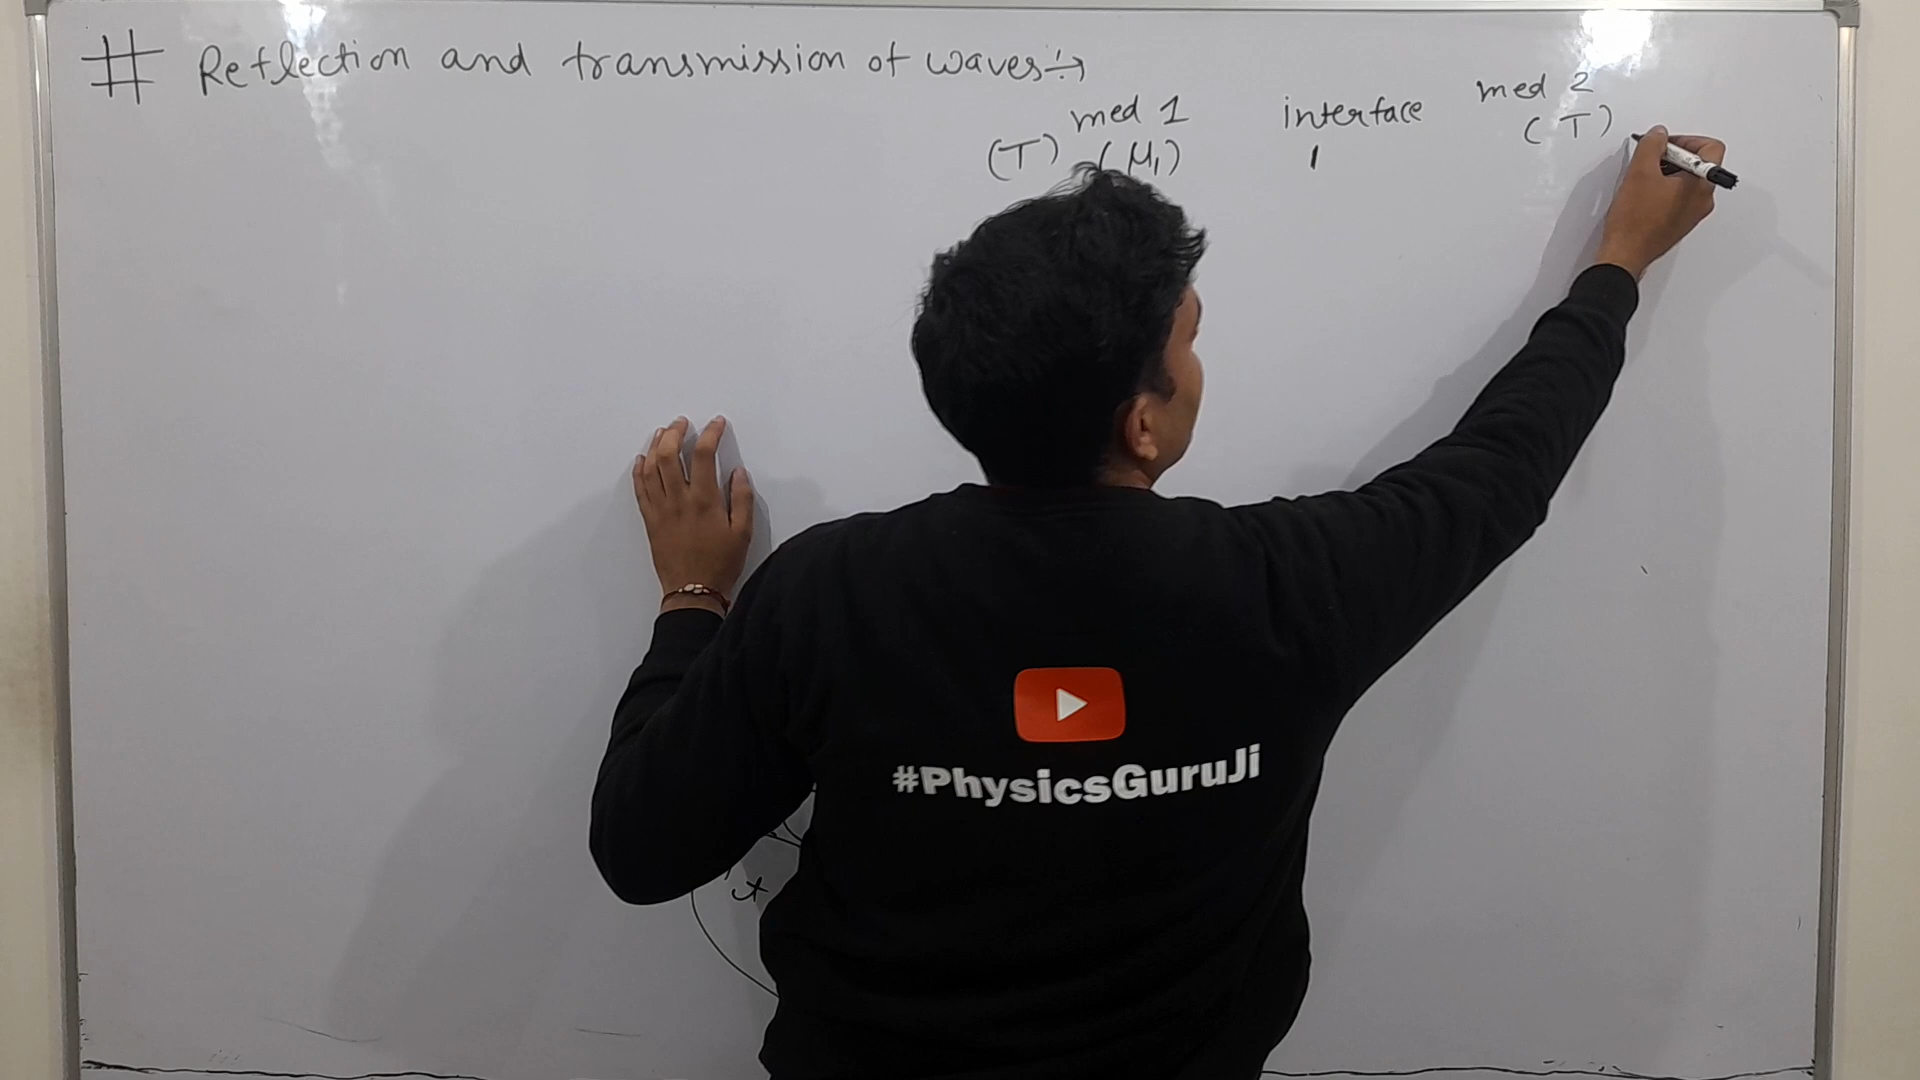 # Reflection and transmission of waves:→
med 1 interface med 2
(T) (μ₁) (T)
#PhysicsGuruJi
x